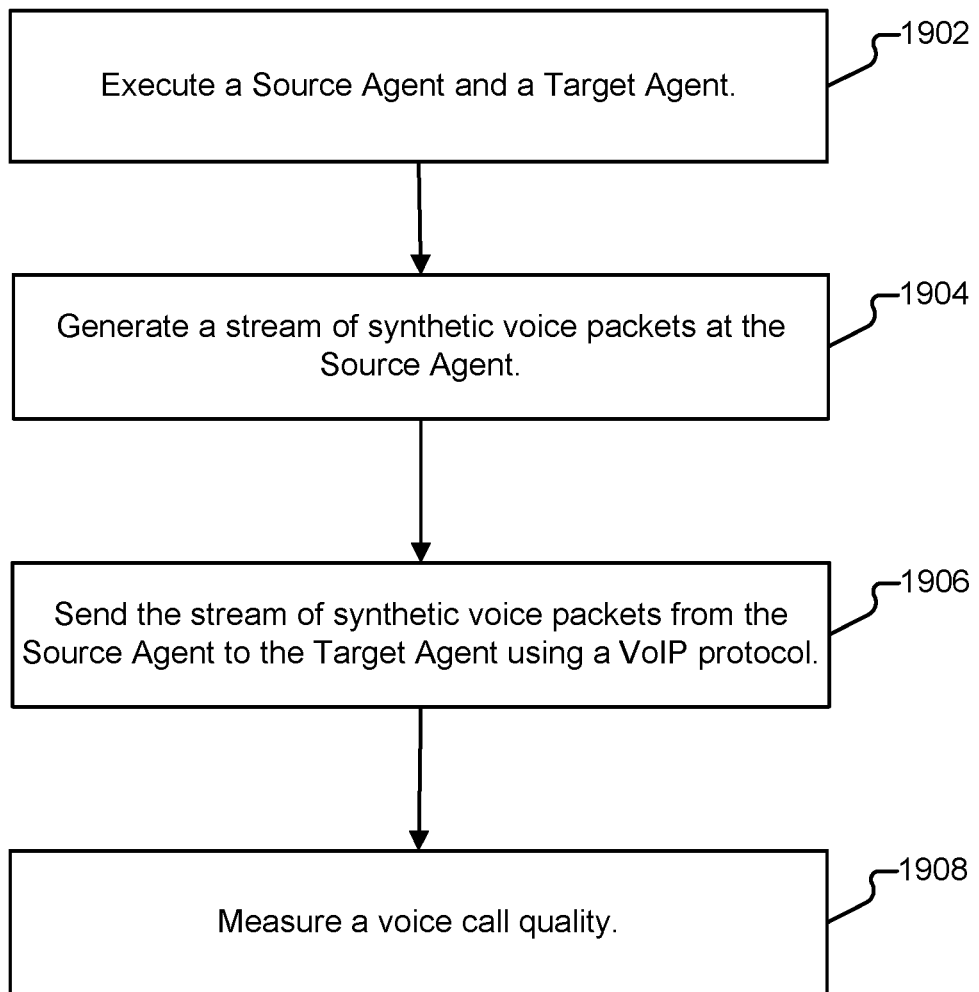 1902
Execute a Source Agent and a Target Agent.
1904
Generate a stream of synthetic voice packets at the
Source Agent.
1906
Send the stream of synthetic voice packets from the
Source Agent to the Target Agent using a VoIP protocol.
1908
Measure a voice call quality.